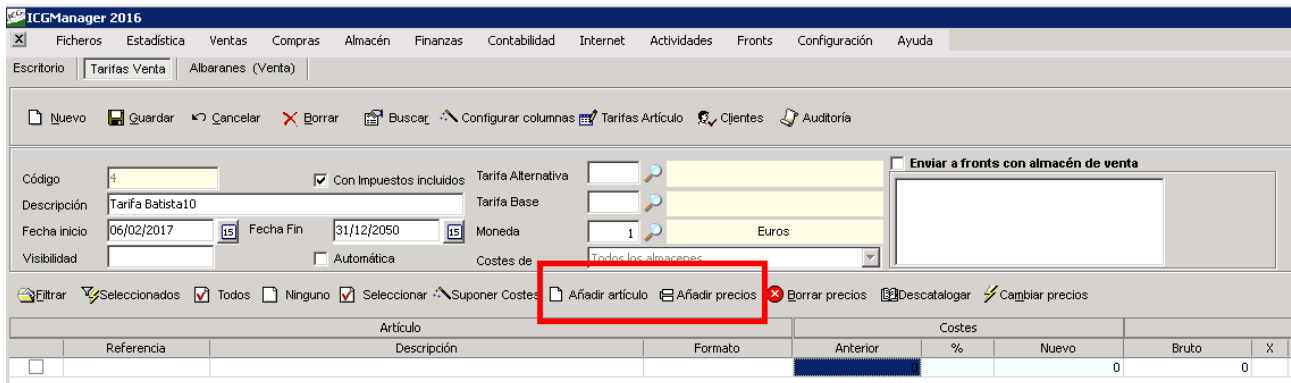 ICGManager 2016
X Ficheros Estadística Ventas Compras Almacén Finanzas Contabilidad Internet Actividades Fronts Configuración Ayuda
Escritorio Tarifas Venta Albaranes (Venta)
Nuevo Guardar Cancelar Borrar Buscar Configurar columnas Tarifas Artículo Clientes Auditoría
Código 4 Con Impuestos incluidos Tarifa Alternativa Enviar a fronts con almacén de venta
Descripción Tarifa Batista10 Tarifa Base
Fecha inicio 06/02/2017 15 Fecha Fin 31/12/2050 15 Moneda 1 Euros
Visibilidad Automática Costes de Todos los almacenes
Filtrar Seleccionados Todos Ninguno Seleccionar Suponer Costes Añadir artículo Añadir precios Borrar precios Descatalogar Cambiar precios
Artículo Costes
Referencia Descripción Formato Anterior % Nuevo Bruto X
0 0 0